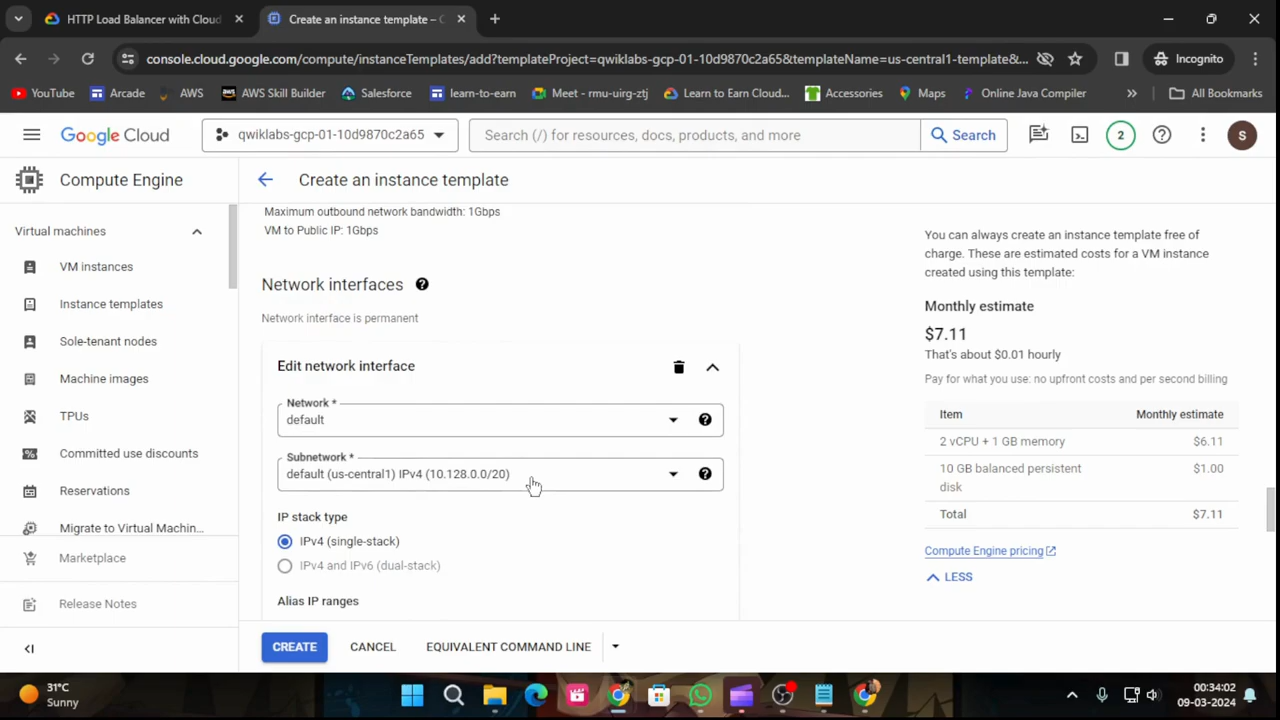 HTTP Load Balancer with Cloud
Create an instance template – C
console.cloud.google.com/compute/instanceTemplates/add?templateProject=qwiklabs-gcp-01-10d9870c2a65&templateName=us-central1-template&...
Incognito
YouTube
Arcade
AWS
AWS Skill Builder
Salesforce
learn-to-earn
Meet - rmu-uirg-ztj
Learn to Earn Cloud...
Accessories
Maps
Online Java Compiler
»
All Bookmarks
Google Cloud
qwiklabs-gcp-01-10d9870c2a65
Search (/) for resources, docs, products, and more
Search
2
S
Compute Engine
Create an instance template
Virtual machines
VM instances
Instance templates
Sole-tenant nodes
Machine images
TPUs
Committed use discounts
Reservations
Migrate to Virtual Machin...
Marketplace
Release Notes
Maximum outbound network bandwidth: 1Gbps
VM to Public IP: 1Gbps
Network interfaces
Network interface is permanent
Edit network interface
Network *
default
Subnetwork *
default (us-central1) IPv4 (10.128.0.0/20)
IP stack type
IPv4 (single-stack)
IPv4 and IPv6 (dual-stack)
Alias IP ranges
CREATE
CANCEL
EQUIVALENT COMMAND LINE
You can always create an instance template free of
charge. These are estimated costs for a VM instance
created using this template:
Monthly estimate
$7.11
That's about $0.01 hourly
Pay for what you use: no upfront costs and per second billing
Item Monthly estimate
2 vCPU + 1 GB memory $6.11
10 GB balanced persistent $1.00
disk
Total $7.11
Compute Engine pricing
LESS
31°C
Sunny
00:34:02
09-03-2024